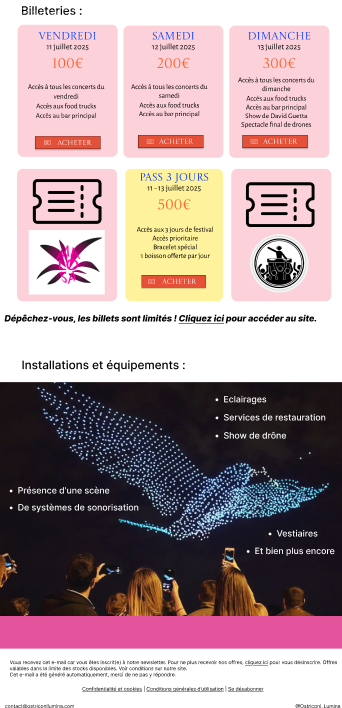 Billeteries :
VENDREDI
11 juillet 2025
100€
Accès à tous les concerts du
vendredi
Accès aux food trucks
Accès au bar principal
ACHETER
SAMEDI
12 juillet 2025
200€
Accès à tous les concerts du
samedi
Accès aux food trucks
Accès au bar principal
ACHETER
DIMANCHE
13 juillet 2025
300€
Accès à tous les concerts du
dimanche
Accès aux food trucks
Accès au bar principal
Show de David Guetta
Spectacle final de drones
ACHETER
PASS 3 JOURS
11 - 13 juillet 2025
500€
Accès aux 3 jours de festival
Accès prioritaire
Bracelet spécial
1 boisson offerte par jour
ACHETER
Dépêchez-vous, les billets sont limités ! Cliquez ici pour accéder au site.
Installations et équipements :
• Eclairages
• Services de restauration
• Show de drône
• Présence d'une scène
• De systèmes de sonorisation
• Vestiaires
• Et bien plus encore
Vous recevez cet e-mail car vous êtes inscrit(e) à notre newsletter. Pour ne plus recevoir nos offres, cliquez ici pour vous désinscrire. Offres
valables dans la limite des stocks disponibles. Voir conditions sur notre site.
Cet e-mail a été généré automatiquement, merci de ne pas y répondre.
Confidentialité et cookies | Conditions générales d'utilisation | Se désabonner
contact@ostriconilumina.com
@Ostriconi_Lumina